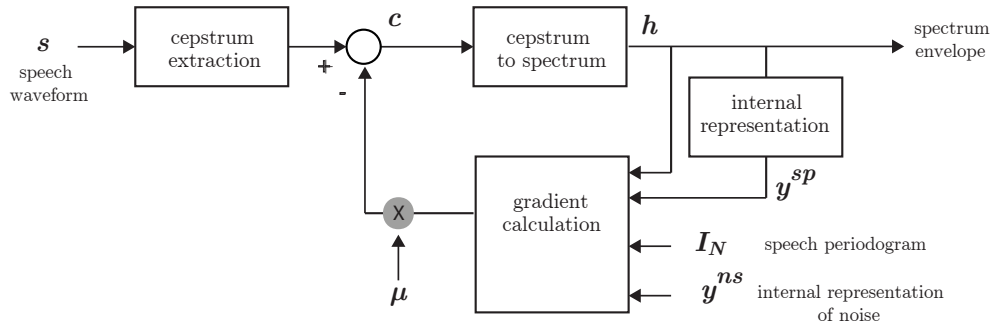 s
speech
waveform
cepstrum
extraction
+
-
c
cepstrum
to spectrum
h
spectrum
envelope
internal
representation
y^{sp}
gradient
calculation
X
μ
I_N
speech periodogram
y^{ns}
internal representation
of noise